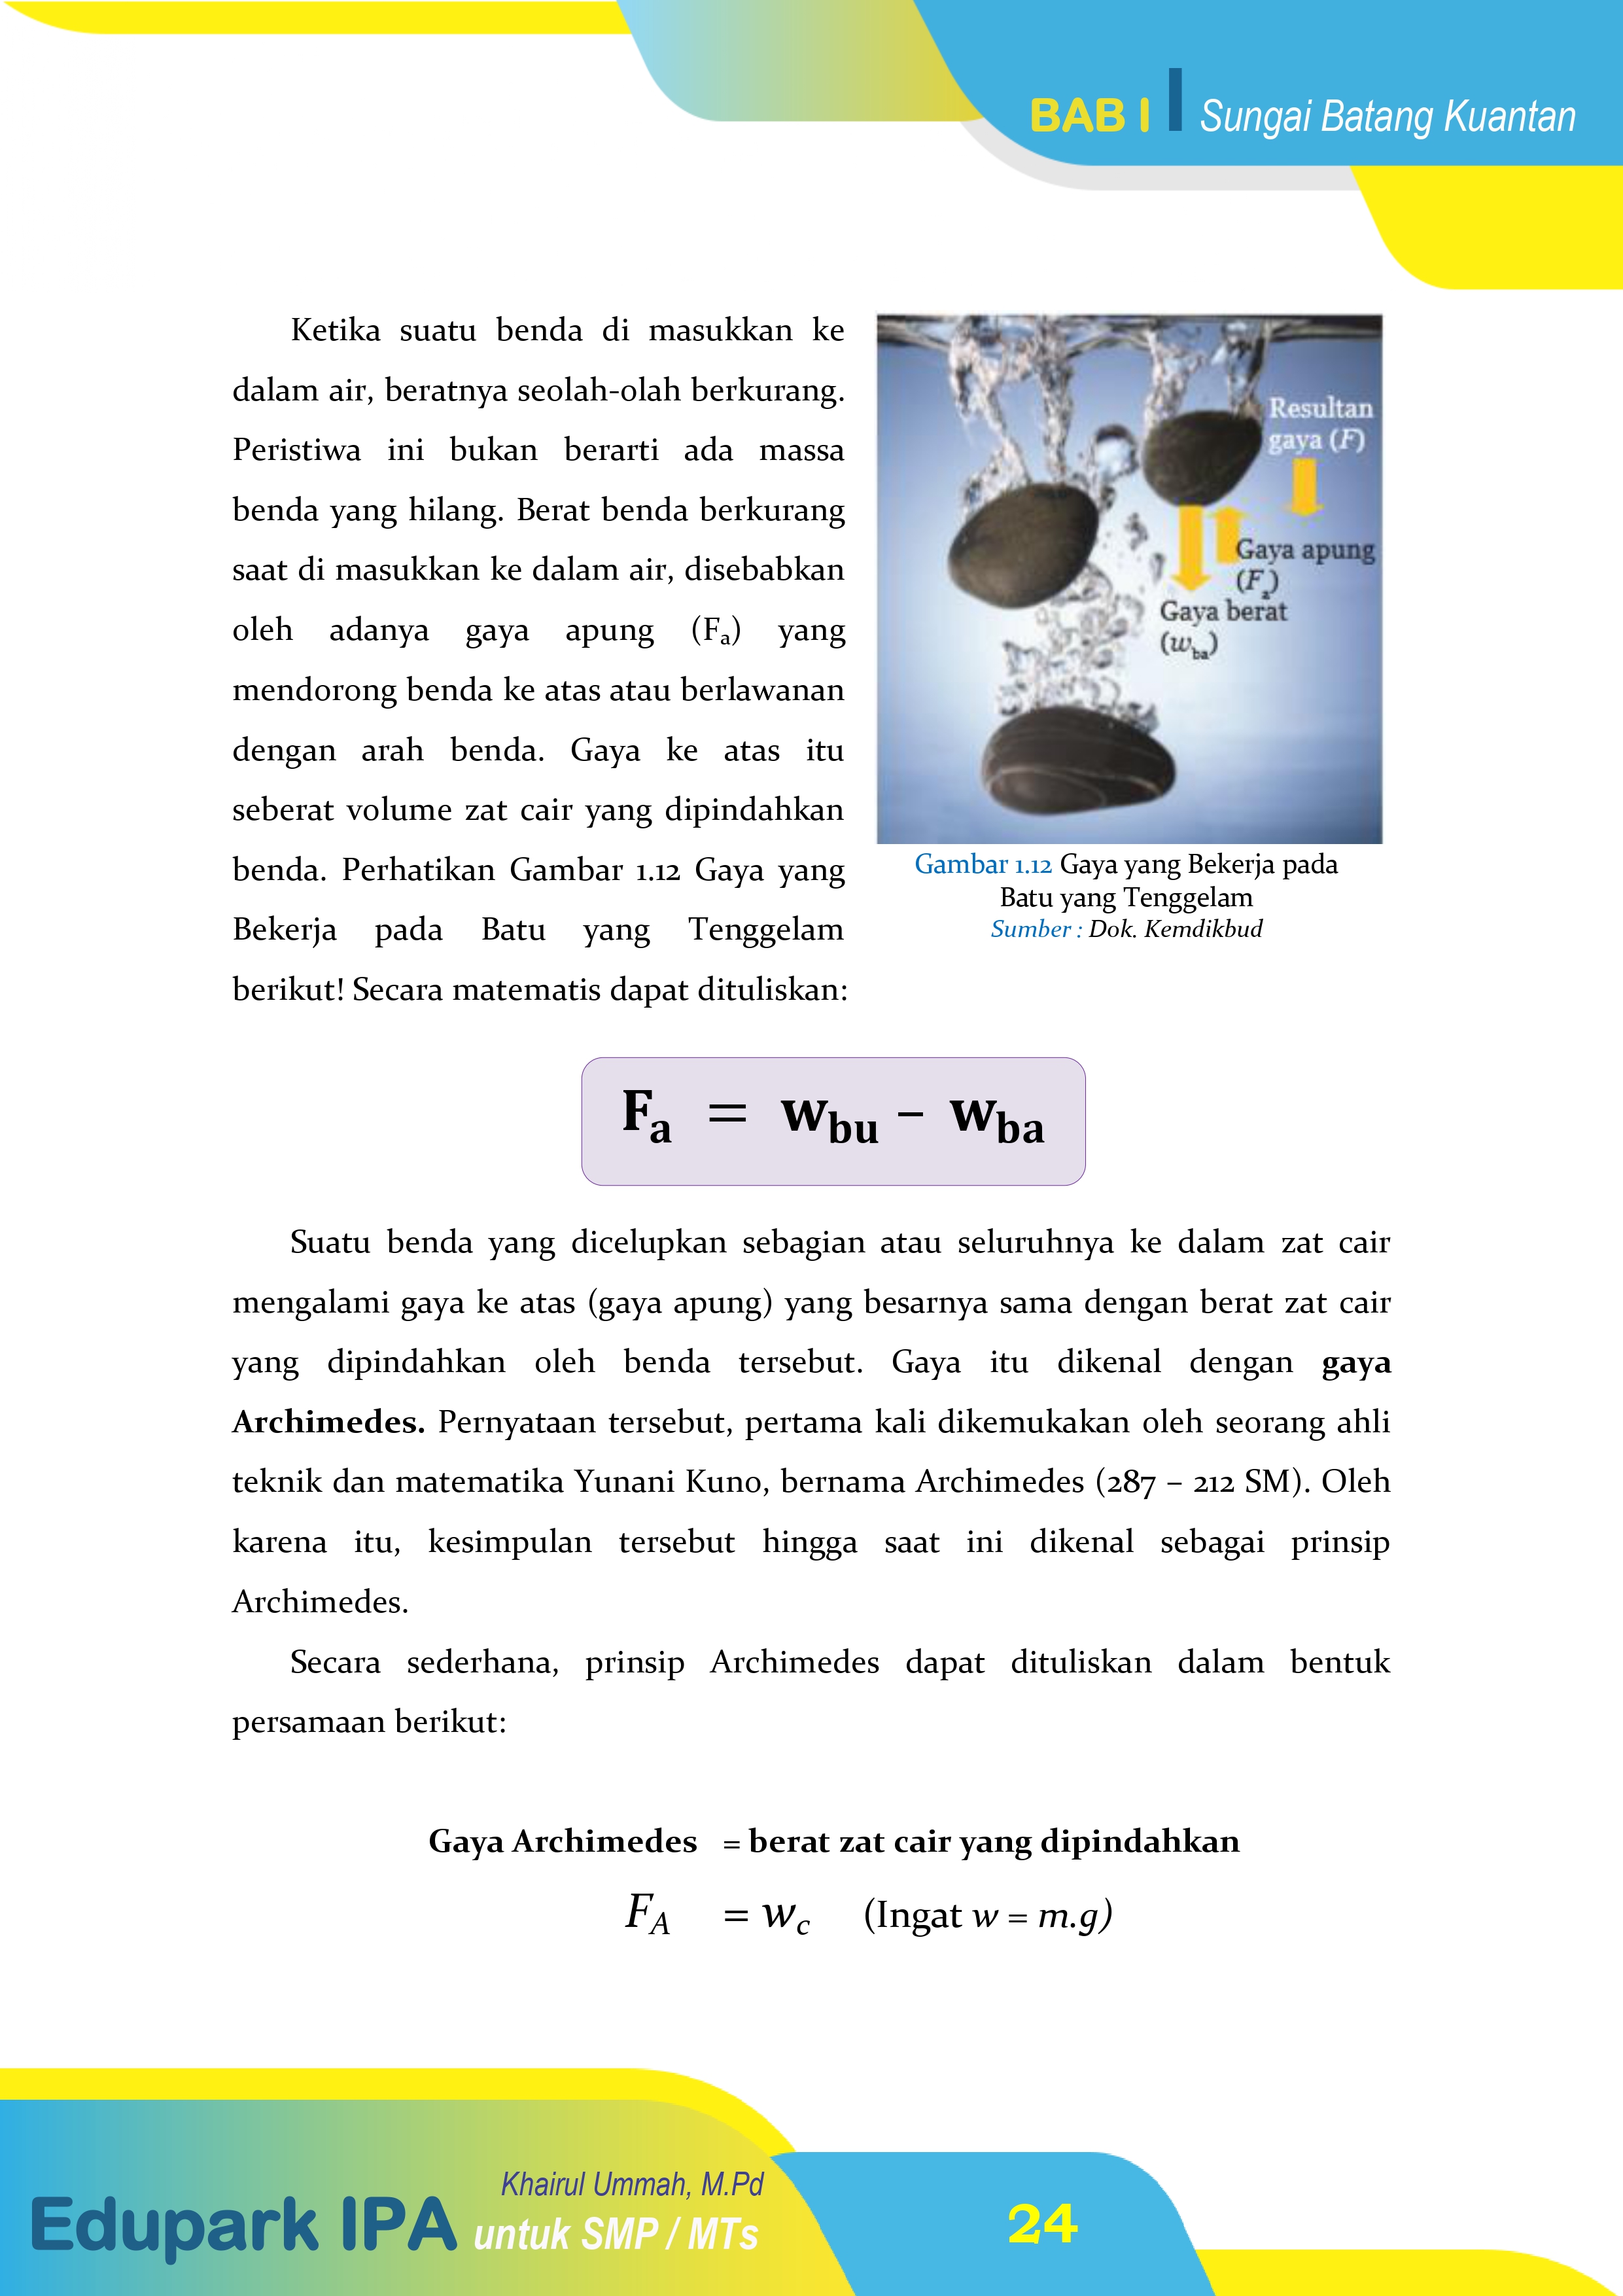 BAB I Sungai Batang Kuantan
Ketika suatu benda di masukkan ke
dalam air, beratnya seolah-olah berkurang.
Peristiwa ini bukan berarti ada massa
benda yang hilang. Berat benda berkurang
saat di masukkan ke dalam air, disebabkan
oleh adanya gaya apung (Fₐ) yang
mendorong benda ke atas atau berlawanan
dengan arah benda. Gaya ke atas itu
seberat volume zat cair yang dipindahkan
benda. Perhatikan Gambar 1.12 Gaya yang
Bekerja pada Batu yang Tenggelam
berikut! Secara matematis dapat dituliskan:
Resultan
gaya (F)
Gaya apung
(Fₐ)
Gaya berat
(w_ba)
Gambar 1.12 Gaya yang Bekerja pada
Batu yang Tenggelam
Sumber : Dok. Kemdikbud
F_a = w_bu – w_ba
Suatu benda yang dicelupkan sebagian atau seluruhnya ke dalam zat cair
mengalami gaya ke atas (gaya apung) yang besarnya sama dengan berat zat cair
yang dipindahkan oleh benda tersebut. Gaya itu dikenal dengan gaya
Archimedes. Pernyataan tersebut, pertama kali dikemukakan oleh seorang ahli
teknik dan matematika Yunani Kuno, bernama Archimedes (287 – 212 SM). Oleh
karena itu, kesimpulan tersebut hingga saat ini dikenal sebagai prinsip
Archimedes.
Secara sederhana, prinsip Archimedes dapat dituliskan dalam bentuk
persamaan berikut:
Gaya Archimedes = berat zat cair yang dipindahkan
F_A = w_c (Ingat w = m.g)
Khairul Ummah, M.Pd
Edupark IPA untuk SMP / MTs
24